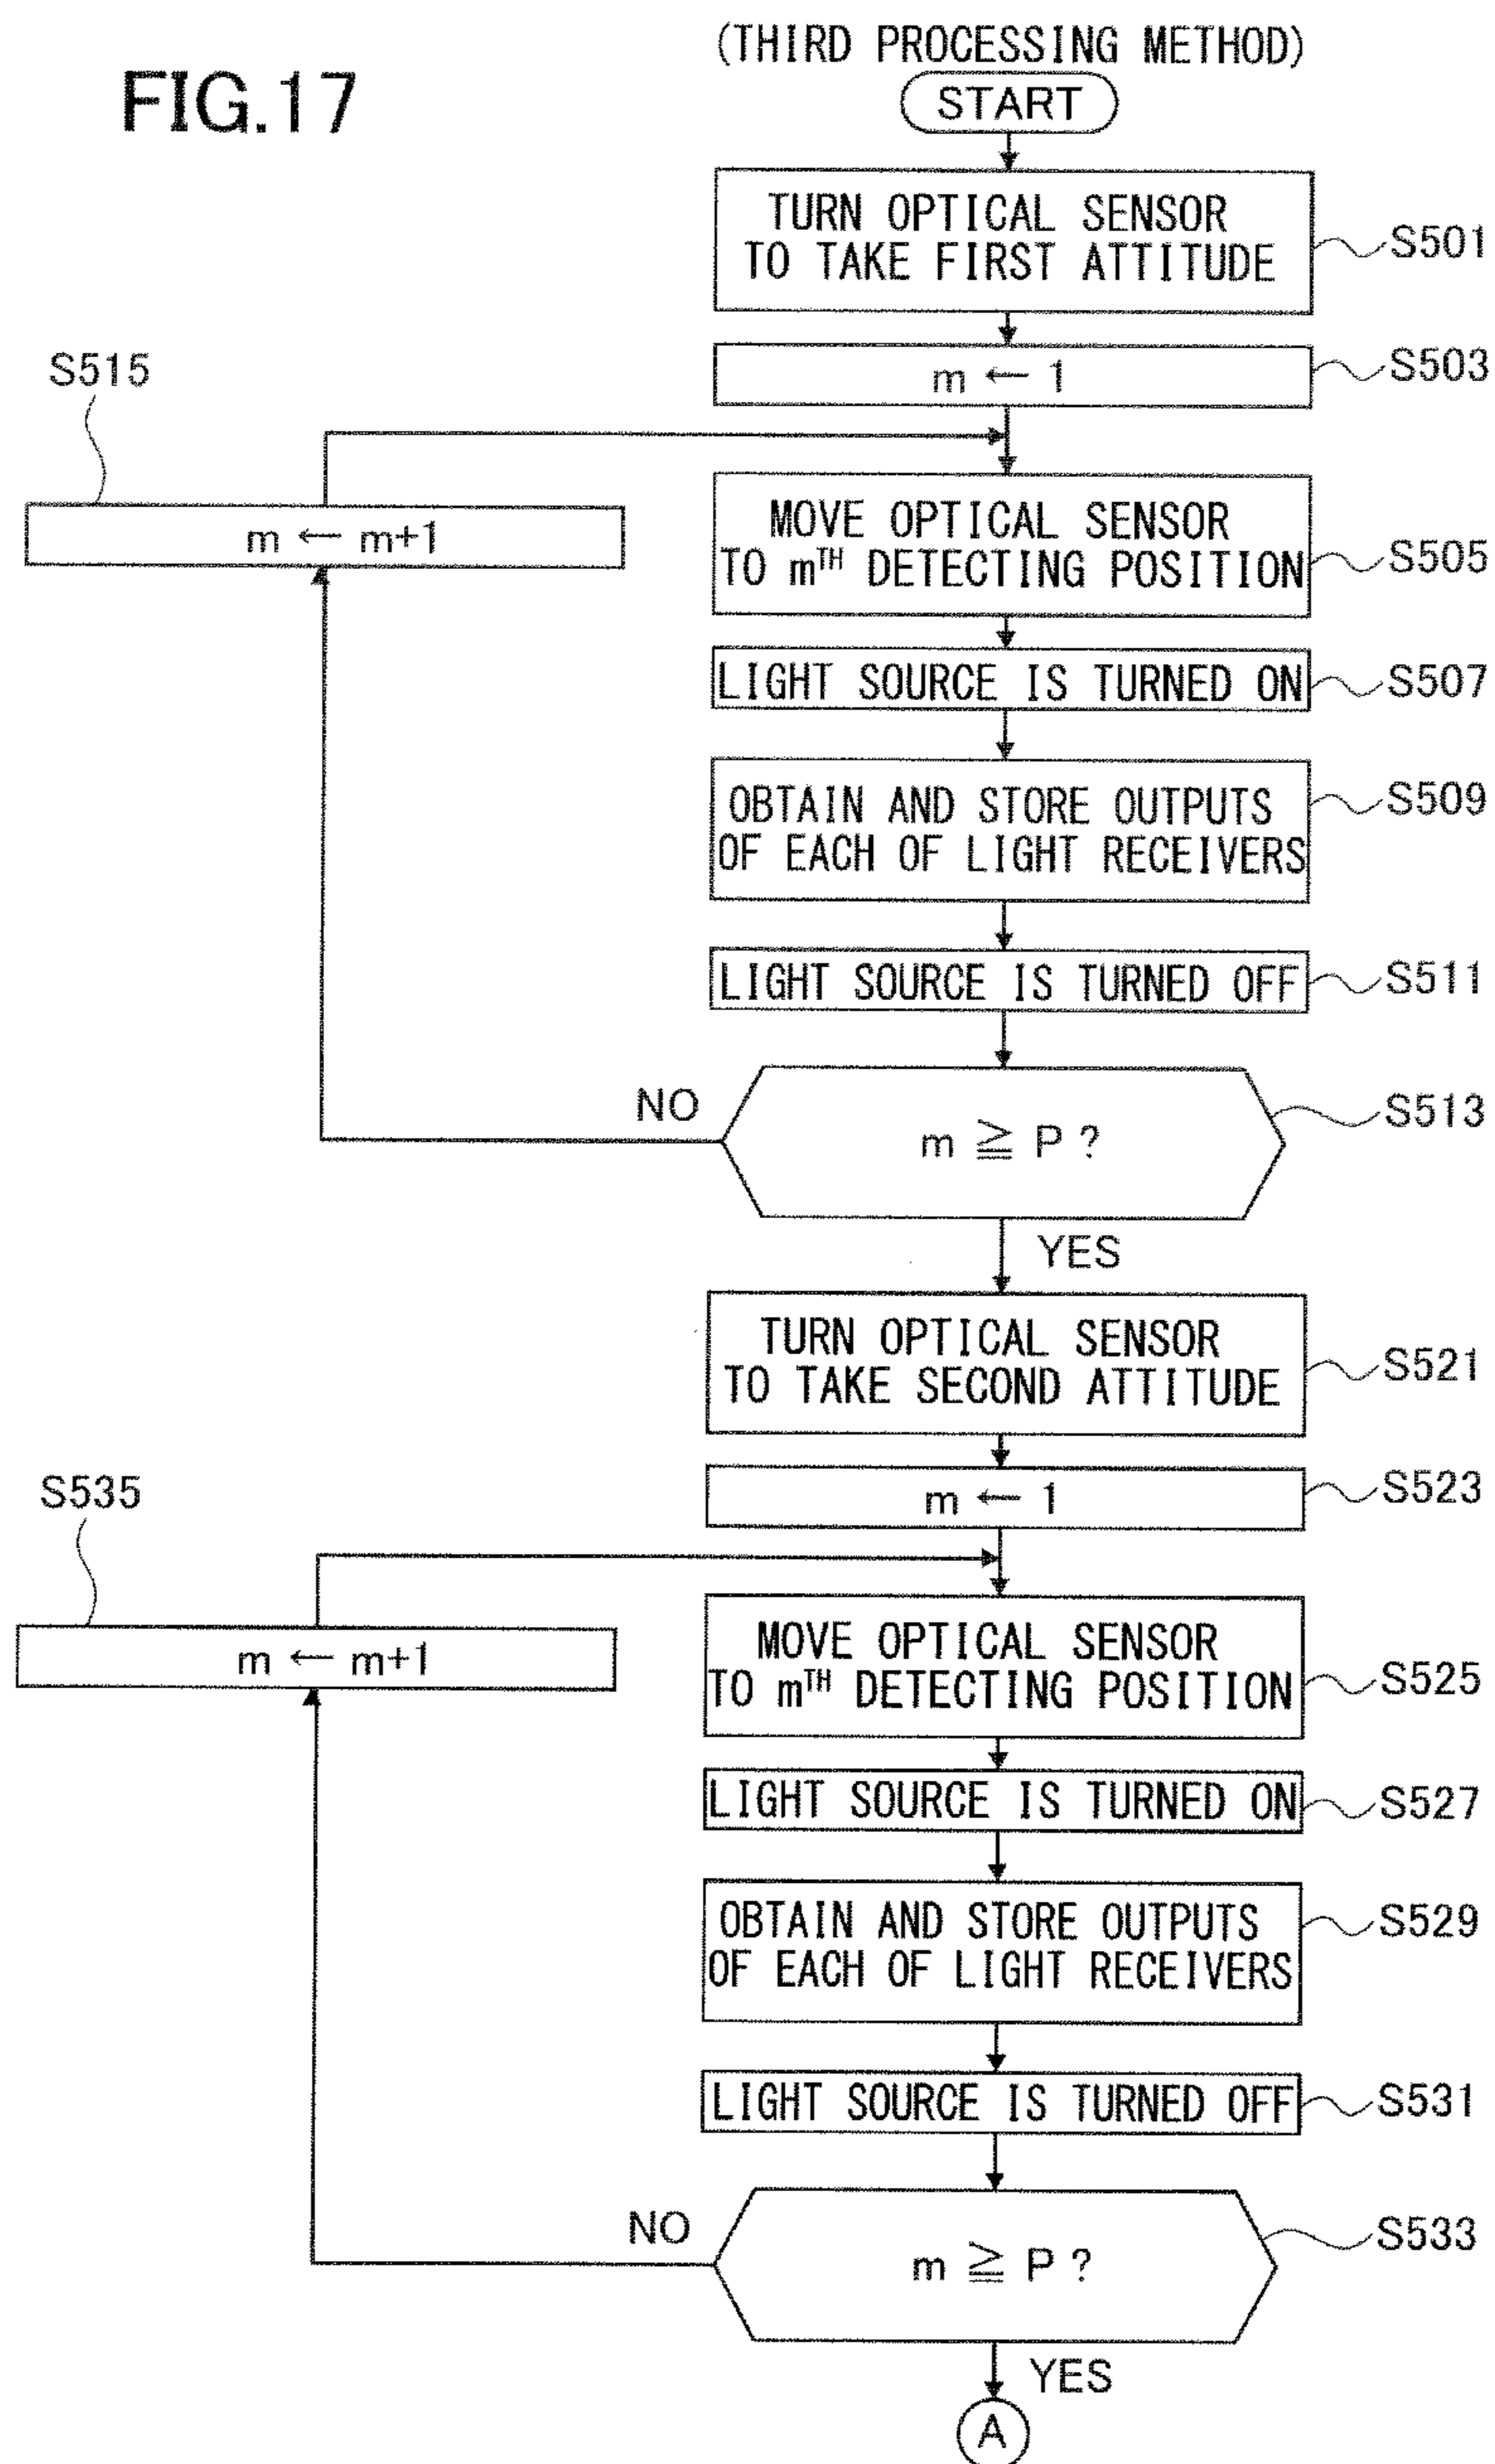 FIG.17
(THIRD PROCESSING METHOD)
START
TURN OPTICAL SENSOR
TO TAKE FIRST ATTITUDE
S501
m ← 1
S503
S515
m ← m+1
MOVE OPTICAL SENSOR
TO mTH DETECTING POSITION
S505
LIGHT SOURCE IS TURNED ON
S507
OBTAIN AND STORE OUTPUTS
OF EACH OF LIGHT RECEIVERS
S509
LIGHT SOURCE IS TURNED OFF
S511
NO
m ≧ P ?
S513
YES
TURN OPTICAL SENSOR
TO TAKE SECOND ATTITUDE
S521
m ← 1
S523
S535
m ← m+1
MOVE OPTICAL SENSOR
TO mTH DETECTING POSITION
S525
LIGHT SOURCE IS TURNED ON
S527
OBTAIN AND STORE OUTPUTS
OF EACH OF LIGHT RECEIVERS
S529
LIGHT SOURCE IS TURNED OFF
S531
NO
m ≧ P ?
S533
YES
A